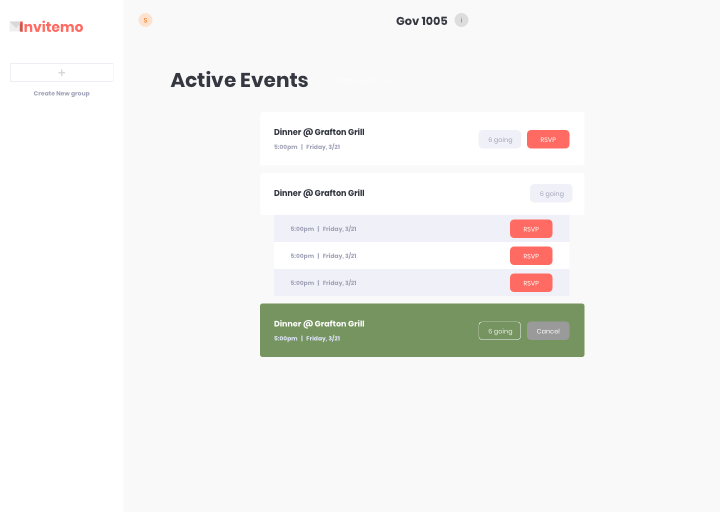 Invitemo
+
Create New group
S
Gov 1005
i
Active Events
Dinner @ Grafton Grill
5:00pm | Friday, 3/21
6 going
RSVP
Dinner @ Grafton Grill
6 going
5:00pm | Friday, 3/21
RSVP
5:00pm | Friday, 3/21
RSVP
5:00pm | Friday, 3/21
RSVP
Dinner @ Grafton Grill
5:00pm | Friday, 3/21
6 going
Cancel